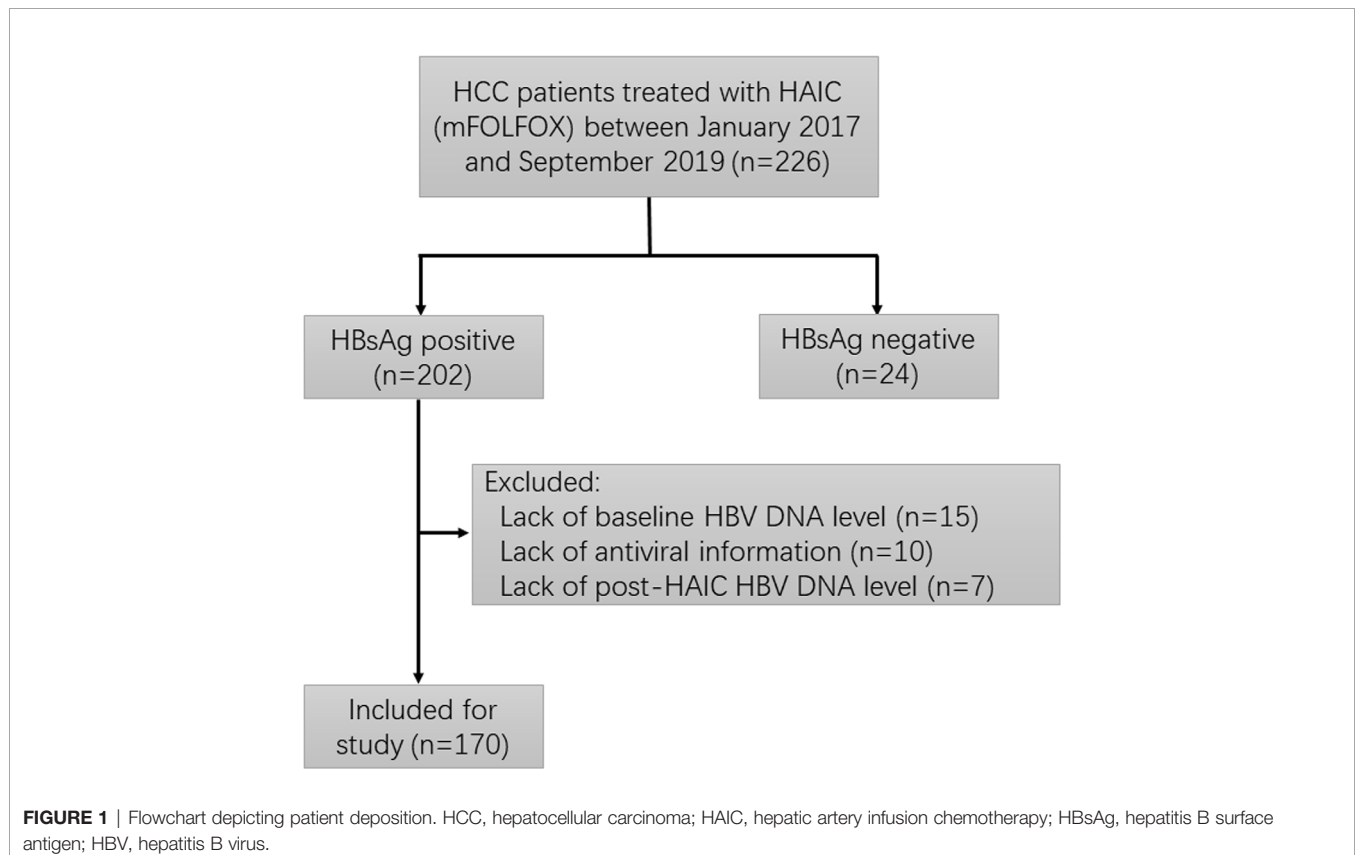 HCC patients treated with HAIC
(mFOLFOX) between January 2017
and September 2019 (n=226)
HBsAg positive
(n=202)
HBsAg negative
(n=24)
Excluded:
Lack of baseline HBV DNA level (n=15)
Lack of antiviral information (n=10)
Lack of post-HAIC HBV DNA level (n=7)
Included for
study (n=170)
FIGURE 1 | Flowchart depicting patient deposition. HCC, hepatocellular carcinoma; HAIC, hepatic artery infusion chemotherapy; HBsAg, hepatitis B surface
antigen; HBV, hepatitis B virus.